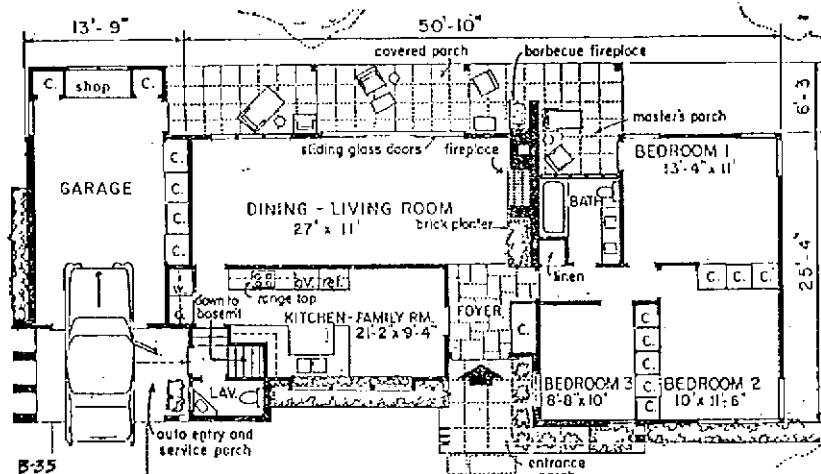 13'-9"
50'-10"
covered porch
barbecue fireplace
C.
shop
C.
6'-3
master's porch
sliding glass doors
fireplace
BEDROOM 1
13'-4" x 11'
GARAGE
C.
C.
C.
C.
DINING - LIVING ROOM
27' x 11'
brick planter
BATH
linen
25'-4"
W.
D.
down to
basem't
range top
OV.
REF.
KITCHEN-FAMILY RM.
21'-2" x 9'-4"
FOYER
C.
C.
C.
C.
C.
C.
C.
C.
C.
LAV.
BEDROOM 3
8'-8" x 10'
BEDROOM 2
10' x 11'-6"
auto entry and
service porch
B-35
entrance